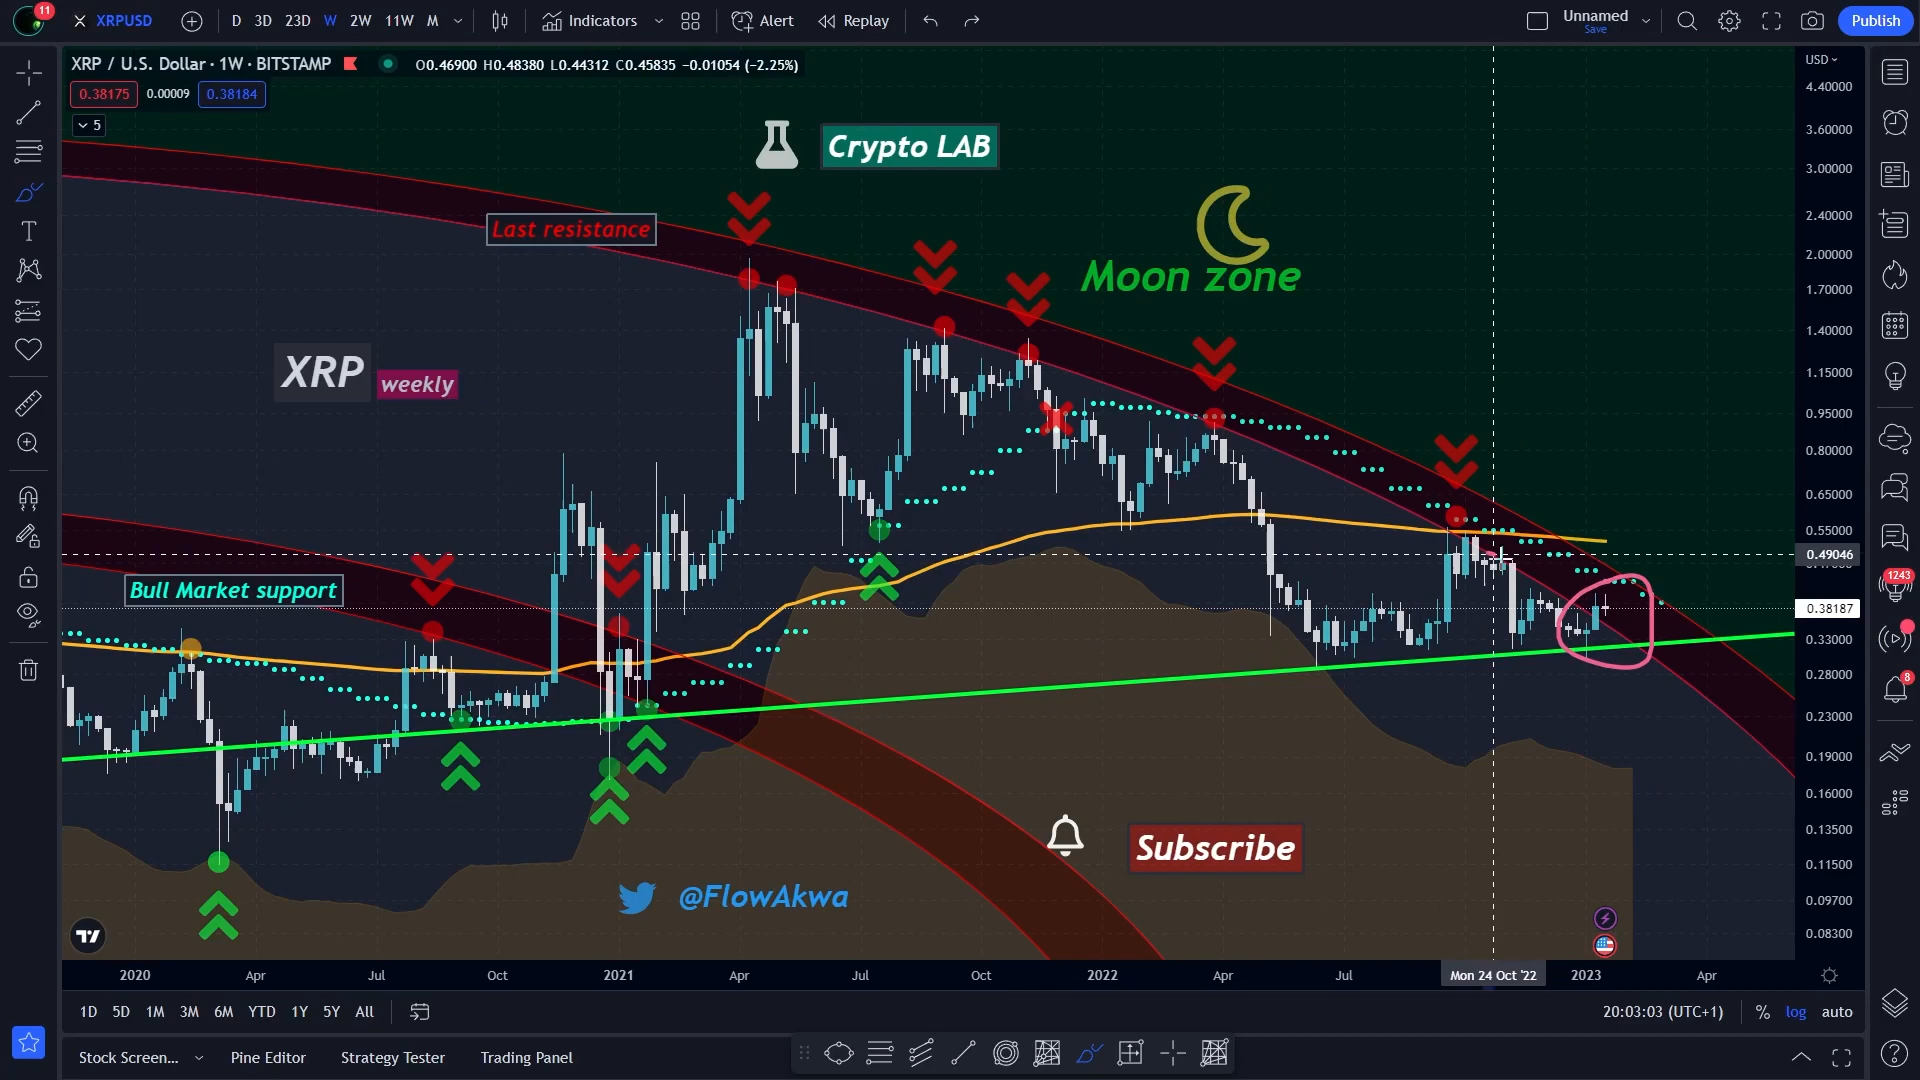 11
XRPUSD D 3D 23D W 2W 11W M Indicators Alert Replay Unnamed Save Publish
XRP / U.S. Dollar · 1W · BITSTAMP O0.46900 H0.48380 L0.44312 C0.45835 −0.01054 (−2.25%)
USD
0.38175 0.00009 0.38184
5
4.40000
3.60000
3.00000
2.40000
2.00000
1.70000
1.40000
1.15000
0.95000
0.80000
0.65000
0.55000
0.49046
0.38187
0.33000
0.28000
0.23000
0.19000
0.16000
0.13500
0.11500
0.09700
0.08300
Crypto LAB
Last resistance
Moon zone
XRP weekly
Bull Market support
Subscribe
@FlowAkwa
1243
8
2020 Apr Jul Oct 2021 Apr Jul Oct 2022 Apr Jul Mon 24 Oct '22 2023 Apr
1D 5D 1M 3M 6M YTD 1Y 5Y All 20:03:03 (UTC+1) % log auto
Stock Screen... Pine Editor Strategy Tester Trading Panel